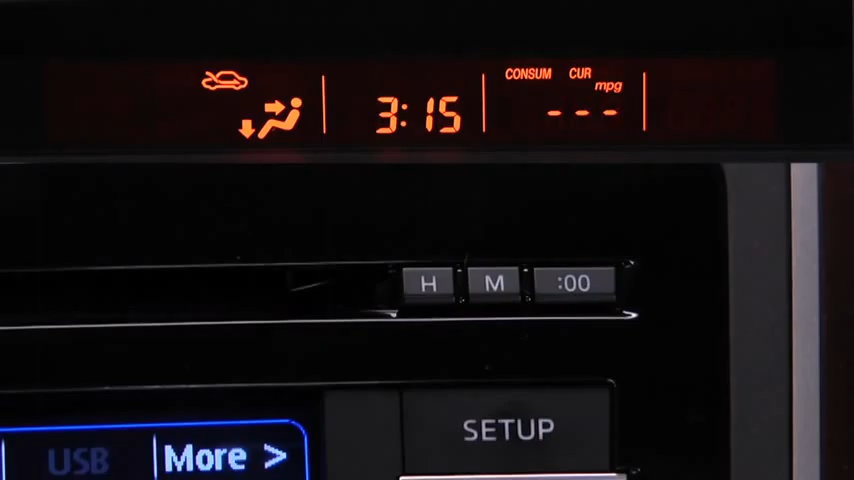 CONSUM CUR
mpg
3:15 - - -
H M :00
SETUP
USB More >